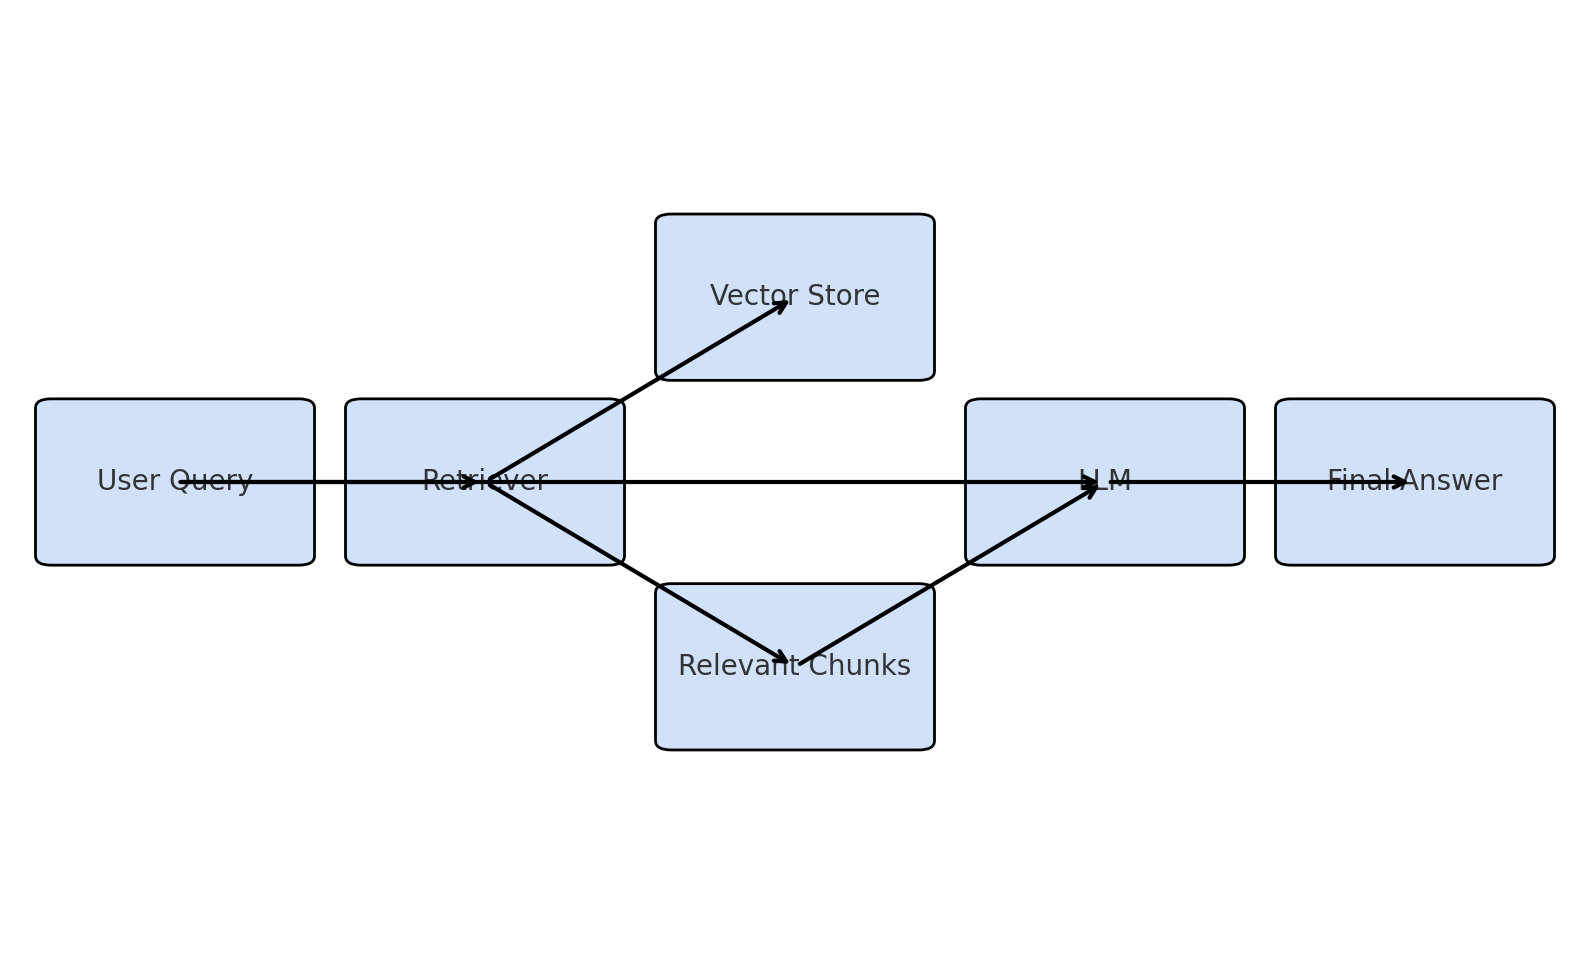 Vector Store
User Query
Retriever
LLM
Final Answer
Relevant Chunks